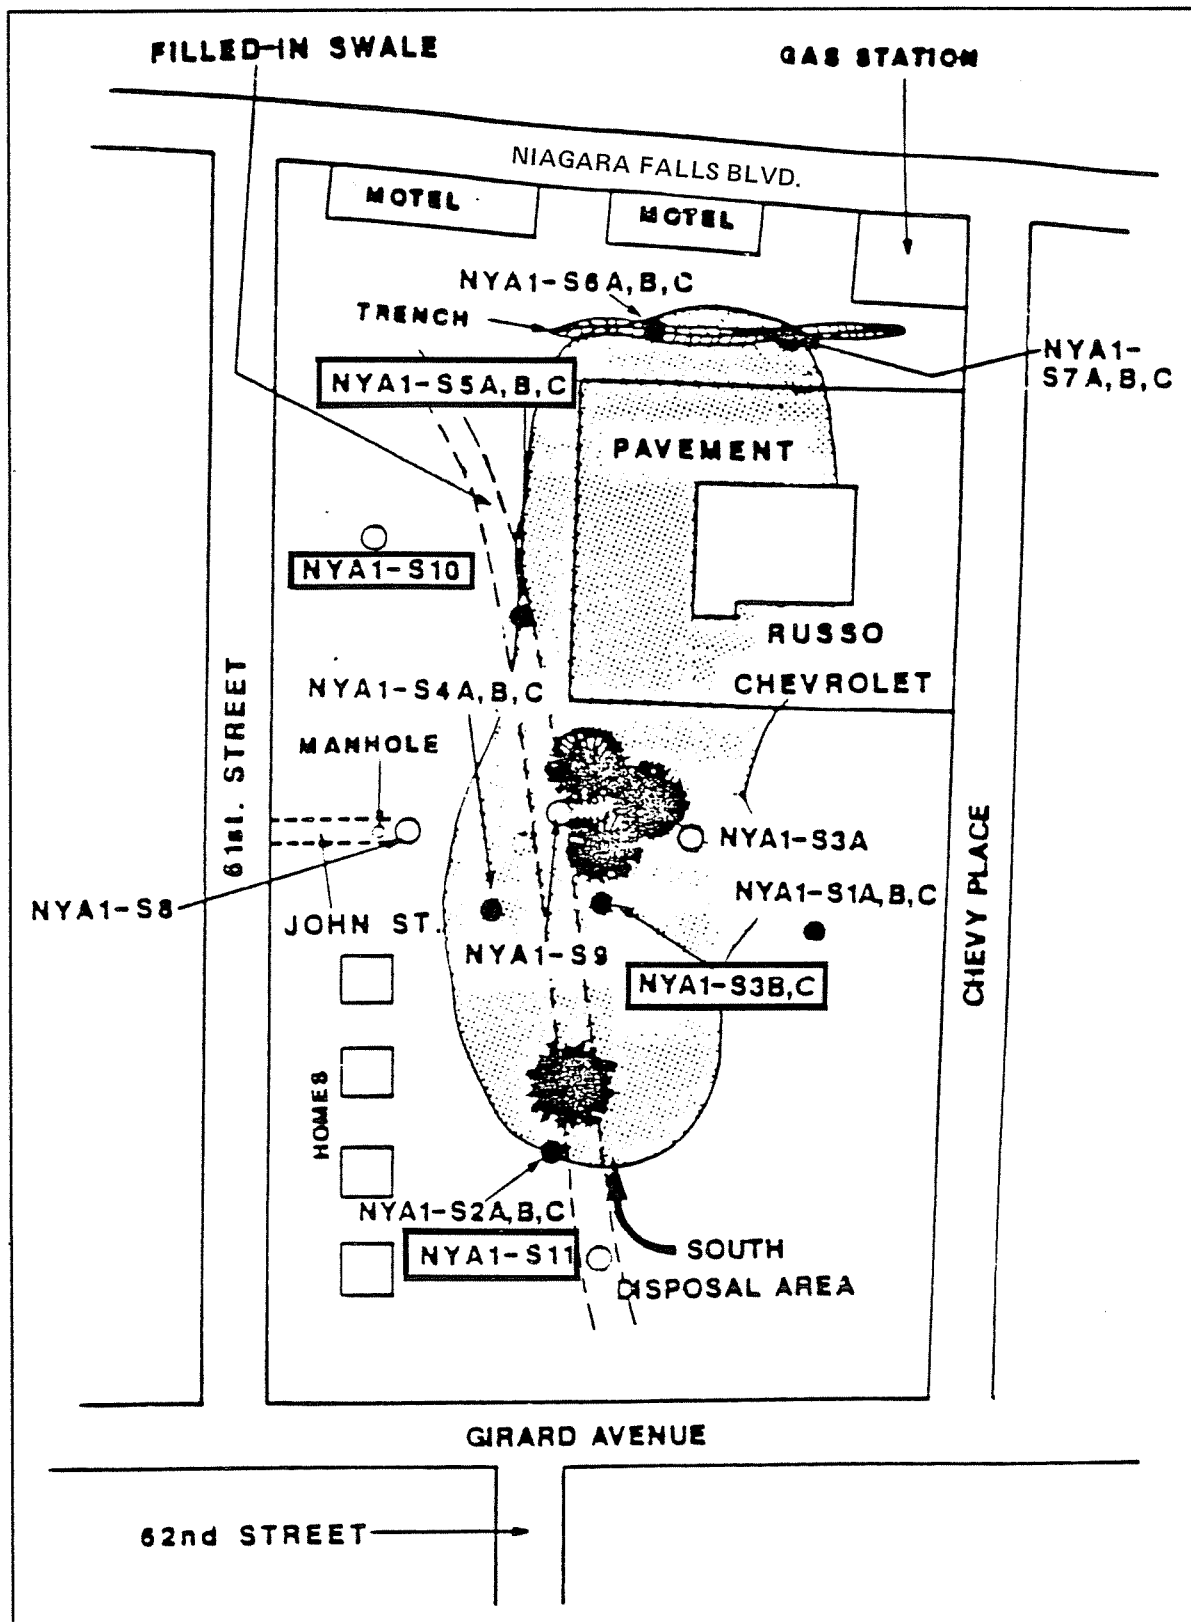 FILLED-IN SWALE
GAS STATION
NIAGARA FALLS BLVD.
MOTEL
MOTEL
NYA1-S6A,B,C
TRENCH
NYA1-
S7A,B,C
NYA1-S5A,B,C
PAVEMENT
NYA1-S10
RUSSO
CHEVROLET
NYA1-S4A,B,C
MANHOLE
61st. STREET
NYA1-S3A
NYA1-S1A,B,C
NYA1-S8
JOHN ST.
NYA1-S9
NYA1-S3B,C
CHEVY PLACE
HOMES
NYA1-S2A,B,C
NYA1-S11
SOUTH
DISPOSAL AREA
GIRARD AVENUE
62nd STREET